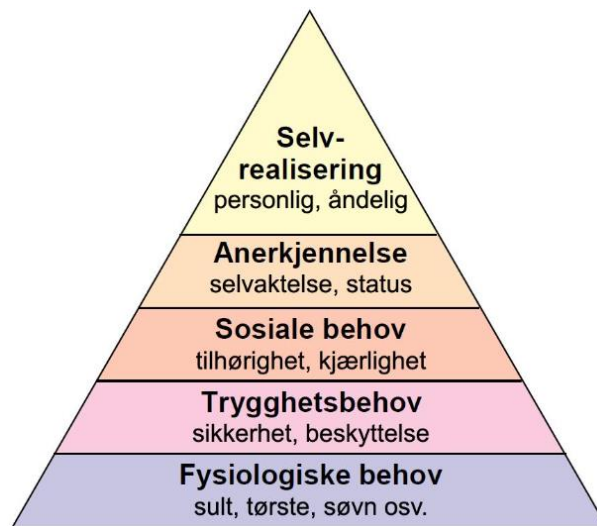 Selv-
realisering
personlig, åndelig
Anerkjennelse
selvaktelse, status
Sosiale behov
tilhørighet, kjærlighet
Trygghetsbehov
sikkerhet, beskyttelse
Fysiologiske behov
sult, tørste, søvn osv.